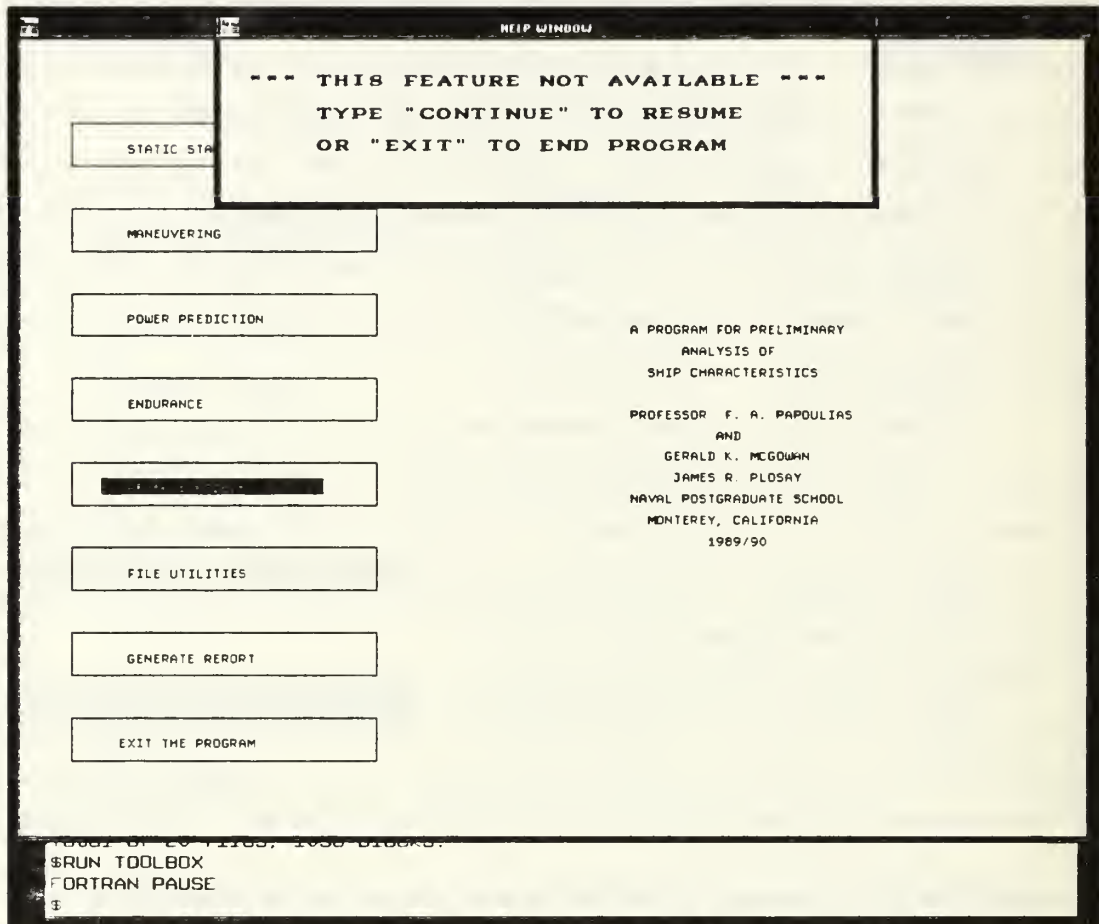 HELP WINDOW
--- THIS FEATURE NOT AVAILABLE ---
TYPE "CONTINUE" TO RESUME
OR "EXIT" TO END PROGRAM
STATIC STA
MANEUVERING
POWER PREDICTION
ENDURANCE
FILE UTILITIES
GENERATE RERORT
EXIT THE PROGRAM
A PROGRAM FOR PRELIMINARY
ANALYSIS OF
SHIP CHARACTERISTICS
PROFESSOR F. A. PAPOULIAS
AND
GERALD K. MCGOWAN
JAMES R. PLOSAY
NAVAL POSTGRADUATE SCHOOL
MONTEREY, CALIFORNIA
1989/90
$RUN TOOLBOX
FORTRAN PAUSE
$